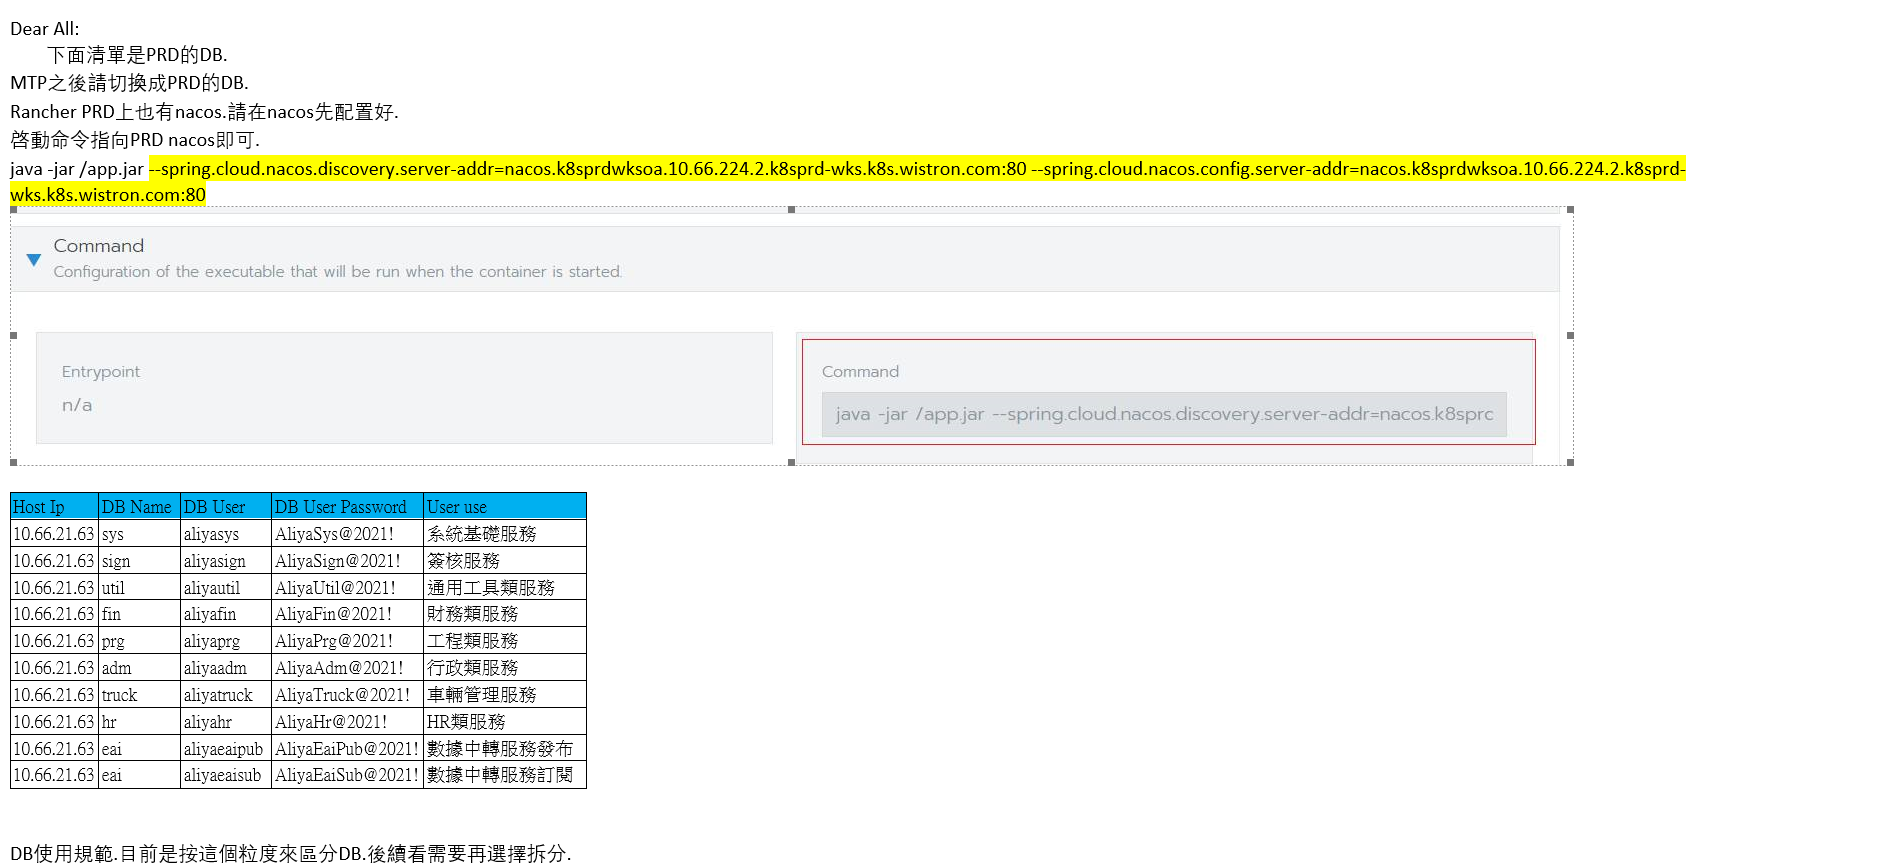 Dear All:
下面清單是PRD的DB.
MTP之後請切換成PRD的DB.
Rancher PRD上也有nacos.請在nacos先配置好.
啓動命令指向PRD nacos即可.
java -jar /app.jar --spring.cloud.nacos.discovery.server-addr=nacos.k8sprdwksoa.10.66.224.2.k8sprd-wks.k8s.wistron.com:80 --spring.cloud.nacos.config.server-addr=nacos.k8sprdwksoa.10.66.224.2.k8sprd-
wks.k8s.wistron.com:80
Command
Configuration of the executable that will be run when the container is started.
Entrypoint
n/a
Command
java -jar /app.jar --spring.cloud.nacos.discovery.server-addr=nacos.k8sprc
Host Ip DB Name DB User DB User Password User use
10.66.21.63 sys aliyasys AliyaSys@2021! 系統基礎服務
10.66.21.63 sign aliyasign AliyaSign@2021! 簽核服務
10.66.21.63 util aliyautil AliyaUtil@2021! 通用工具類服務
10.66.21.63 fin aliyafin AliyaFin@2021! 財務類服務
10.66.21.63 prg aliyaprg AliyaPrg@2021! 工程類服務
10.66.21.63 adm aliyaadm AliyaAdm@2021! 行政類服務
10.66.21.63 truck aliyatruck AliyaTruck@2021! 車輛管理服務
10.66.21.63 hr aliyahr AliyaHr@2021! HR類服務
10.66.21.63 eai aliyaeaipub AliyaEaiPub@2021! 數據中轉服務發布
10.66.21.63 eai aliyaeaisub AliyaEaiSub@2021! 數據中轉服務訂閱
DB使用規範.目前是按這個粒度來區分DB.後續看需要再選擇拆分.